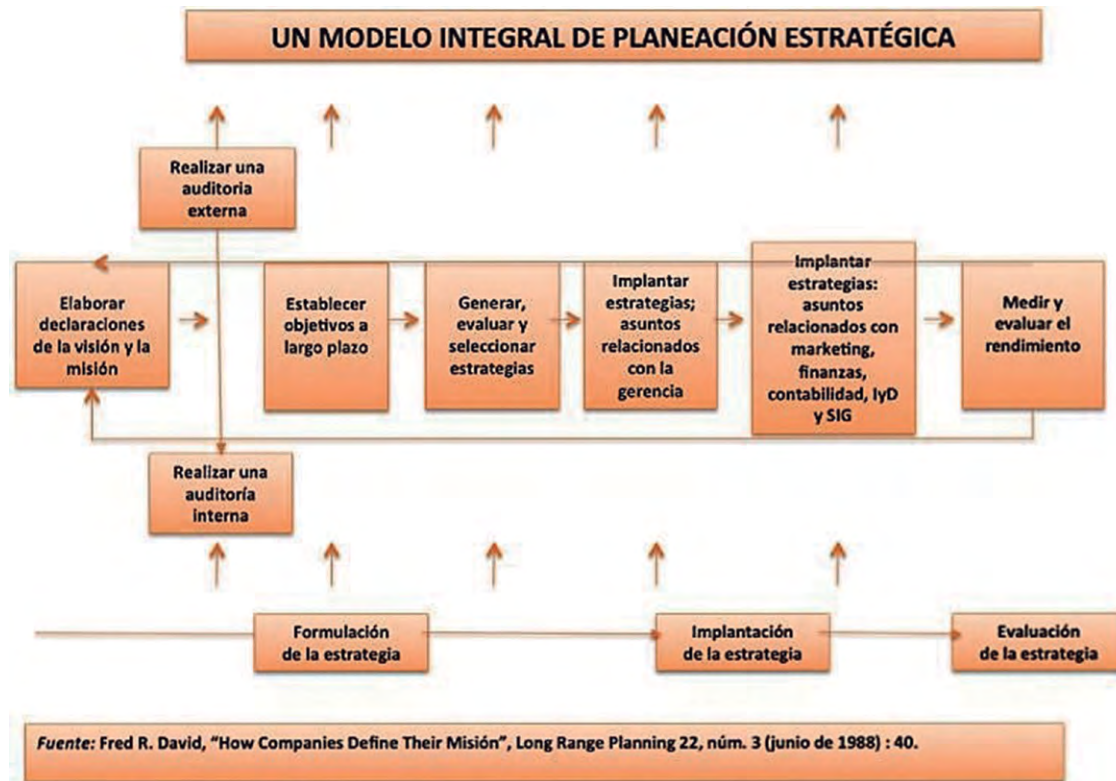 UN MODELO INTEGRAL DE PLANEACIÓN ESTRATÉGICA
Realizar una
auditoria
externa
Elaborar
declaraciones
de la visión y la
misión
Establecer
objetivos a
largo plazo
Generar,
evaluar y
seleccionar
estrategias
Implantar
estrategias;
asuntos
relacionados
con la
gerencia
Implantar
estrategias:
asuntos
relacionados con
marketing,
finanzas,
contabilidad, IyD
y SIG
Medir y
evaluar el
rendimiento
Realizar una
auditoría
interna
Formulación
de la estrategia
Implantación
de la estrategia
Evaluación
de la estrategia
Fuente: Fred R. David, “How Companies Define Their Misión”, Long Range Planning 22, núm. 3 (junio de 1988) : 40.